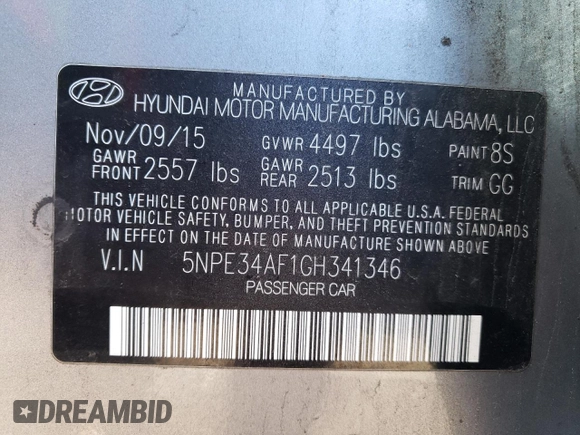 MANUFACTURED BY
HYUNDAI MOTOR MANUFACTURING ALABAMA, LLC
Nov/09/15 GVWR 4497 lbs PAINT 8S
GAWR FRONT 2557 lbs GAWR REAR 2513 lbs TRIM GG
THIS VEHICLE CONFORMS TO ALL APPLICABLE U.S.A. FEDERAL
MOTOR VEHICLE SAFETY, BUMPER, AND THEFT PREVENTION STANDARDS
IN EFFECT ON THE DATE OF MANUFACTURE SHOWN ABOVE.
V.I.N 5NPE34AF1GH341346
PASSENGER CAR
DREAMBID